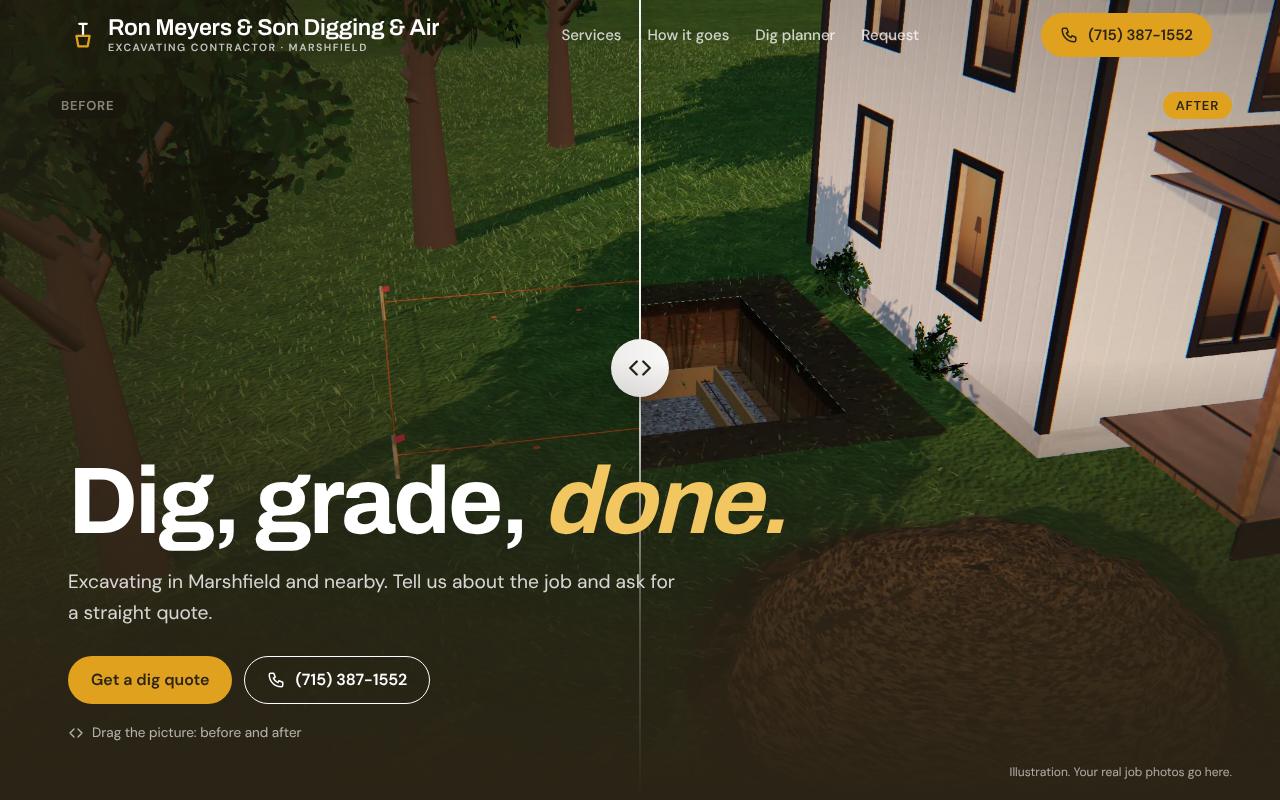 Ron Meyers & Son Digging & Air
EXCAVATING CONTRACTOR · MARSHFIELD
Services
How it goes
Dig planner
Request
(715) 387-1552
BEFORE
AFTER
Dig, grade, done.
Excavating in Marshfield and nearby. Tell us about the job and ask for
a straight quote.
Get a dig quote
(715) 387-1552
Drag the picture: before and after
Illustration. Your real job photos go here.